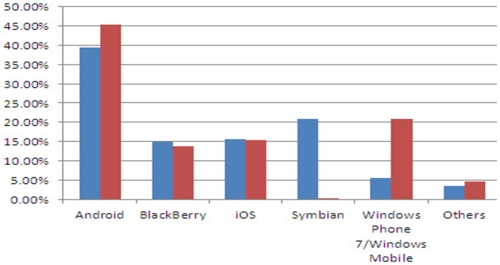 50.00%
45.00%
40.00%
35.00%
30.00%
25.00%
20.00%
15.00%
10.00%
5.00%
0.00%
Android
BlackBerry
iOS
Symbian
Windows
Phone
7/Windows
Mobile
Others